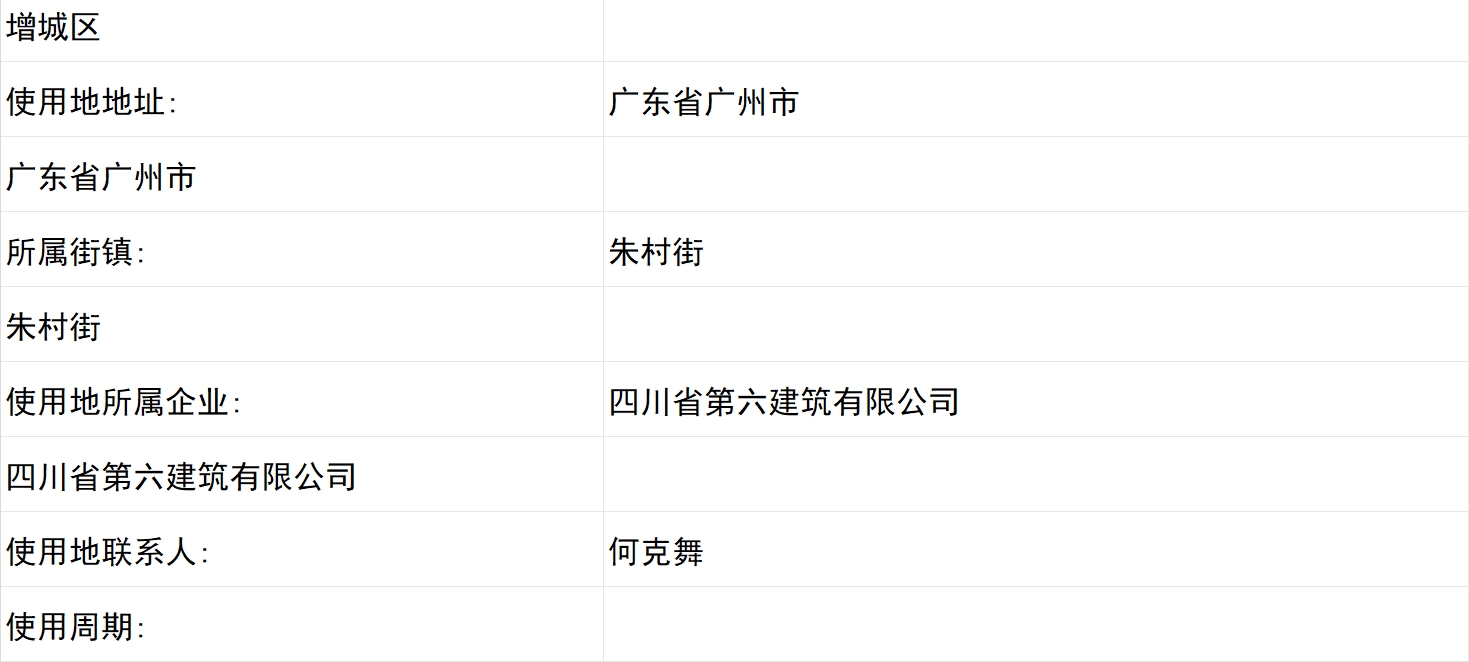 增城区
使用地地址: 广东省广州市
广东省广州市
所属街镇: 朱村街
朱村街
使用地所属企业: 四川省第六建筑有限公司
四川省第六建筑有限公司
使用地联系人: 何克舞
使用周期: